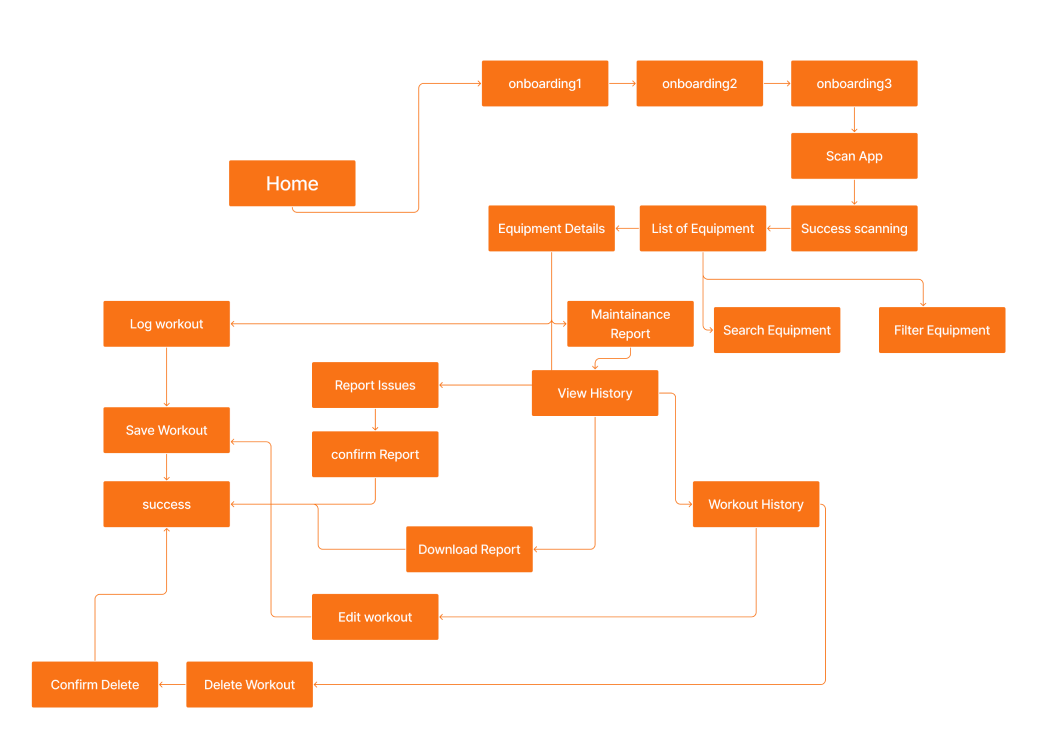 onboarding1
onboarding2
onboarding3
Scan App
Home
Equipment Details
List of Equipment
Success scanning
Log workout
Maintainance
Report
Search Equipment
Filter Equipment
Report Issues
View History
Save Workout
confirm Report
success
Workout History
Download Report
Edit workout
Confirm Delete
Delete Workout